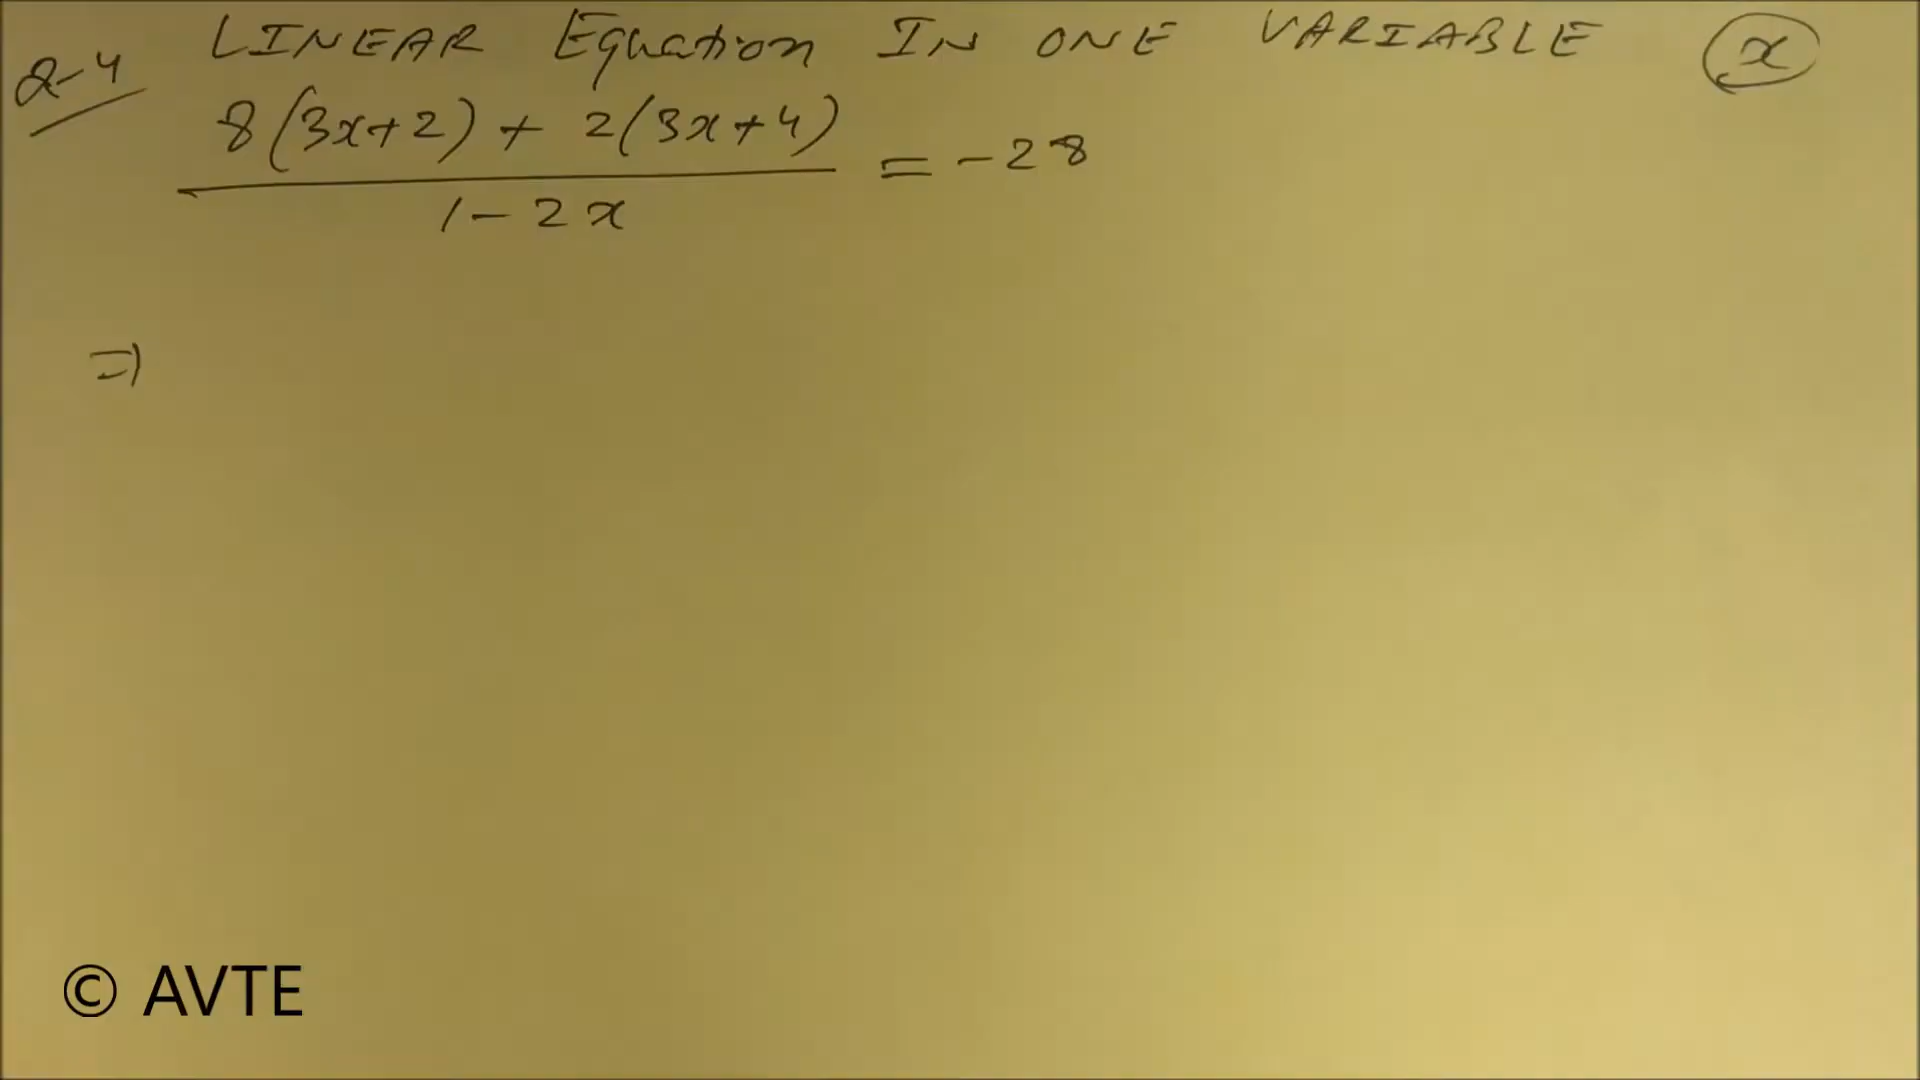 LINEAR Equation IN ONE VARIABLE x
Q-4
8(3x+2) + 2(3x+4)
1-2x
= -28
=)
© AVTE